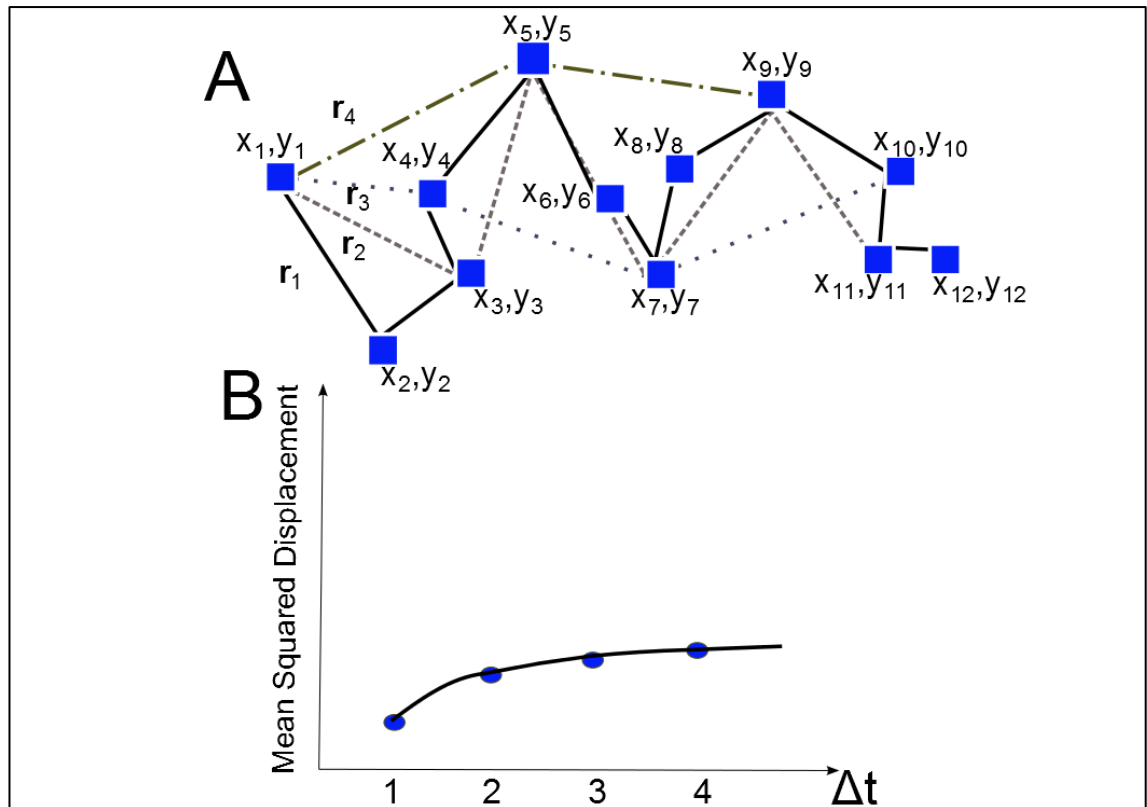 A
x₅,y₅
x₉,y₉
r₄
x₁,y₁
x₄,y₄
x₈,y₈
x₁₀,y₁₀
r₃
x₆,y₆
r₂
r₁
x₃,y₃
x₇,y₇
x₁₁,y₁₁
x₁₂,y₁₂
x₂,y₂
B
Mean Squared Displacement
1 2 3 4 Δt